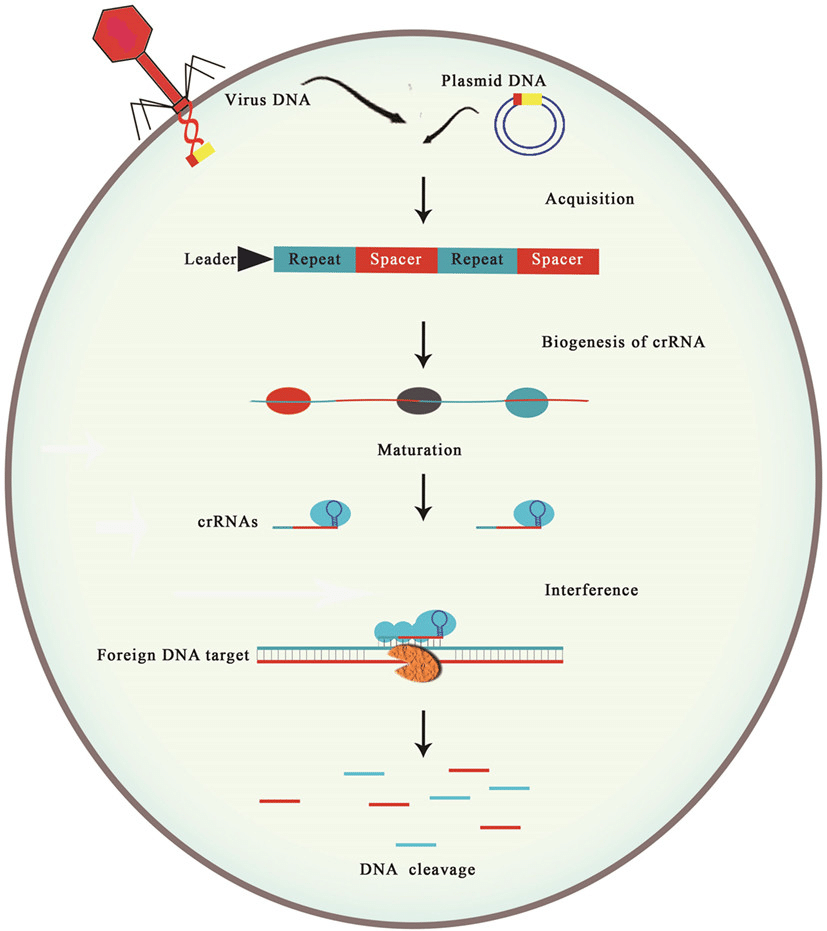 Plasmid DNA
Virus DNA
Acquisition
Leader Repeat Spacer Repeat Spacer
Biogenesis of crRNA
Maturation
crRNAs
Interference
Foreign DNA target
DNA cleavage